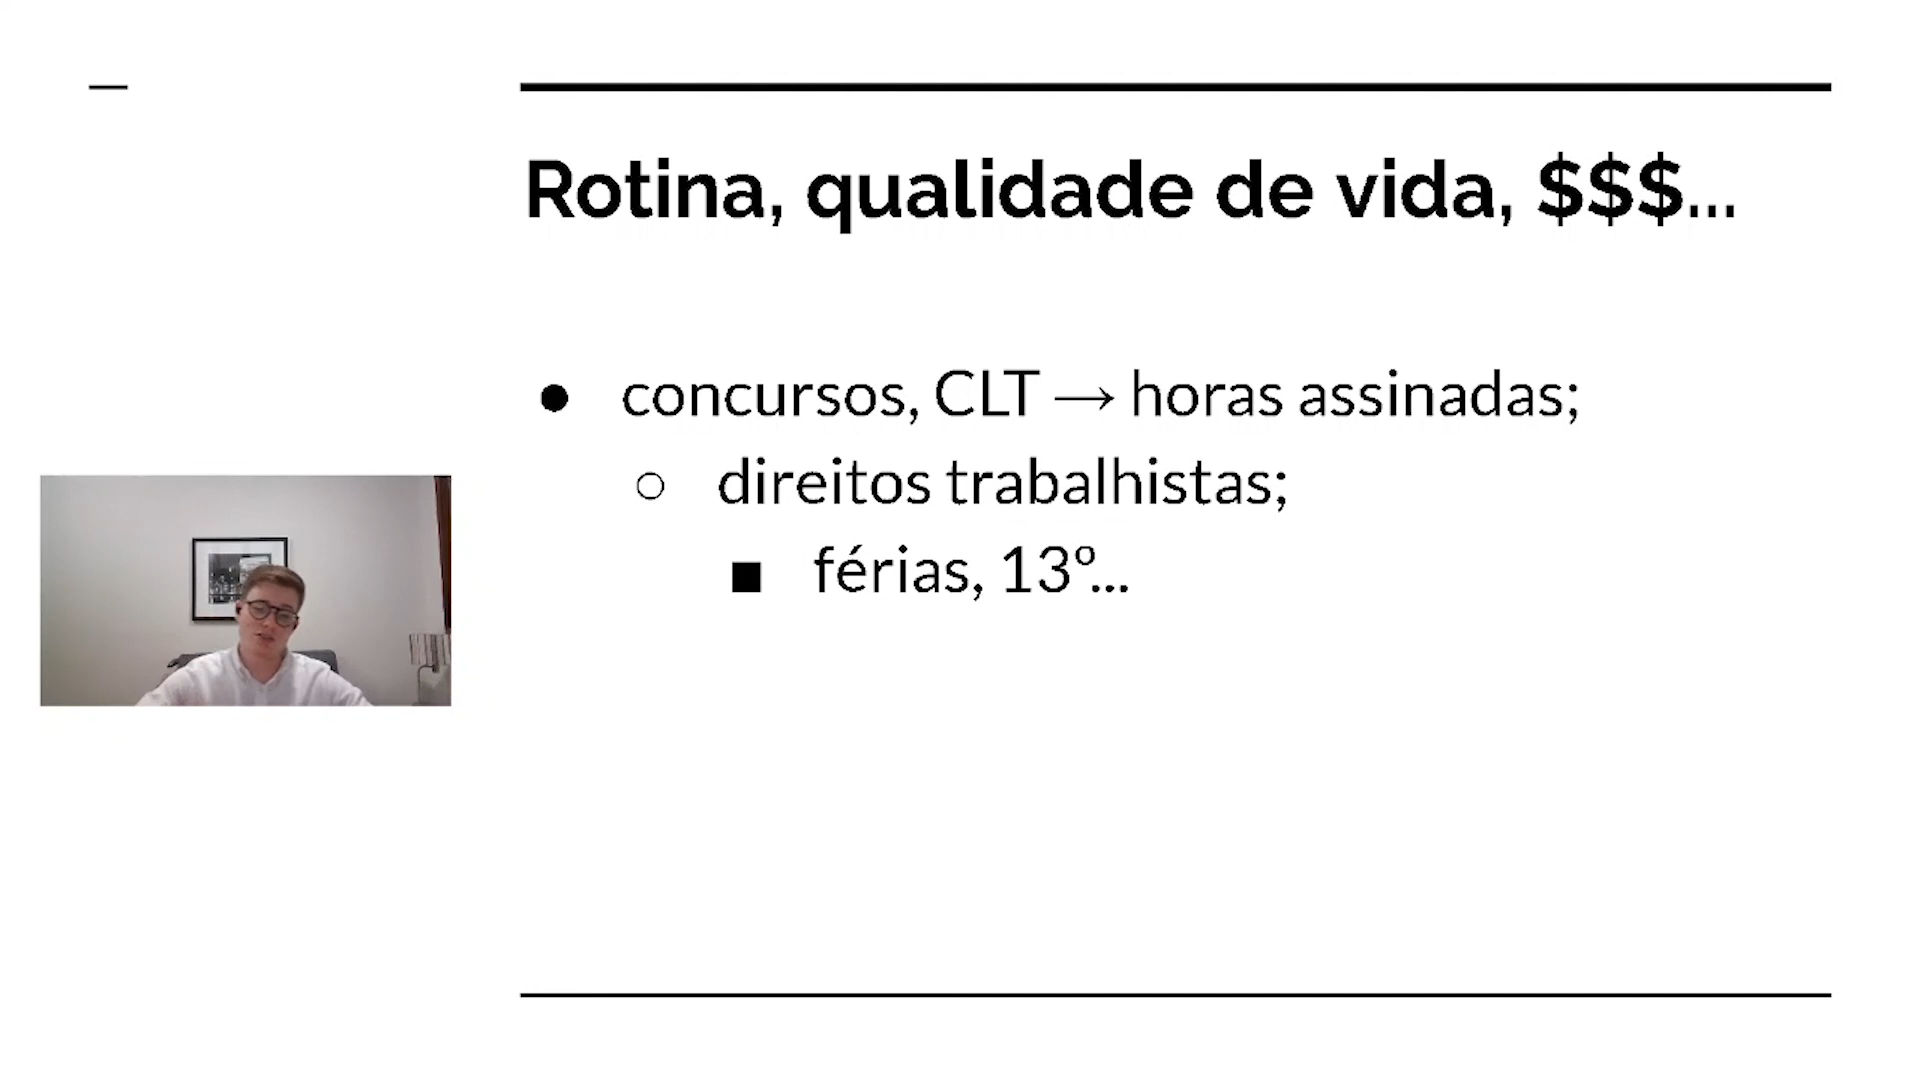 Rotina, qualidade de vida, $$$...
● concursos, CLT → horas assinadas;
○ direitos trabalhistas;
■ férias, 13º...